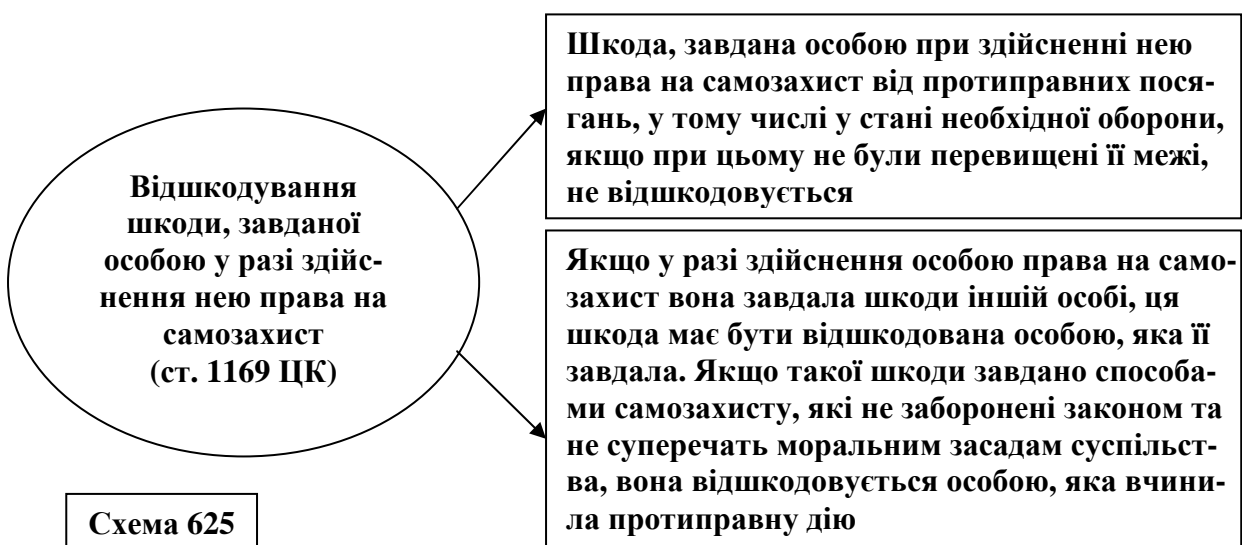 Відшкодування
шкоди, завданої
особою у разі здійс-
нення нею права на
самозахист
(ст. 1169 ЦК)
Шкода, завдана особою при здійсненні нею
права на самозахист від протиправних пося-
гань, у тому числі у стані необхідної оборони,
якщо при цьому не були перевищені її межі,
не відшкодовується
Якщо у разі здійснення особою права на само-
захист вона завдала шкоди іншій особі, ця
шкода має бути відшкодована особою, яка її
завдала. Якщо такої шкоди завдано способа-
ми самозахисту, які не заборонені законом та
не суперечать моральним засадам суспільст-
ва, вона відшкодовується особою, яка вчини-
ла протиправну дію
Схема 625